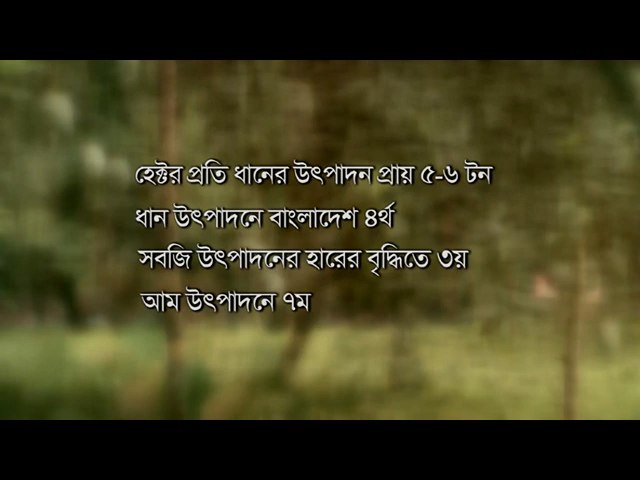 হেক্টর প্রতি ধানের উৎপাদন প্রায় ৫-৬ টন
ধান উৎপাদনে বাংলাদেশ ৪র্থ
সবজি উৎপাদনের হারের বৃদ্ধিতে ৩য়
আম উৎপাদনে ৭ম